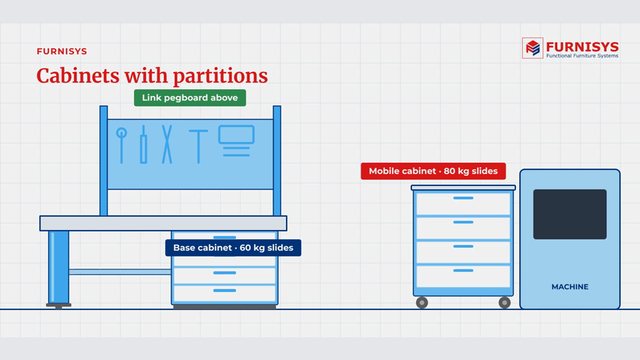 FURNISYS
Cabinets with partitions
FURNISYS
Functional Furniture Systems
Link pegboard above
Mobile cabinet · 80 kg slides
Base cabinet · 60 kg slides
MACHINE